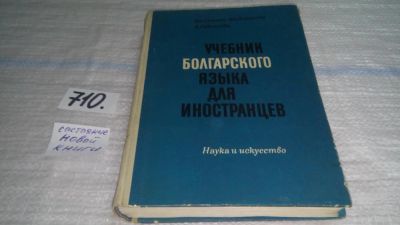 УЧЕБНИК
БОЛГАРСКОГО
ЯЗЫКА ДЛЯ
ИНОСТРАНЦЕВ
Наука и искусство
710.
состояние
новой
книги